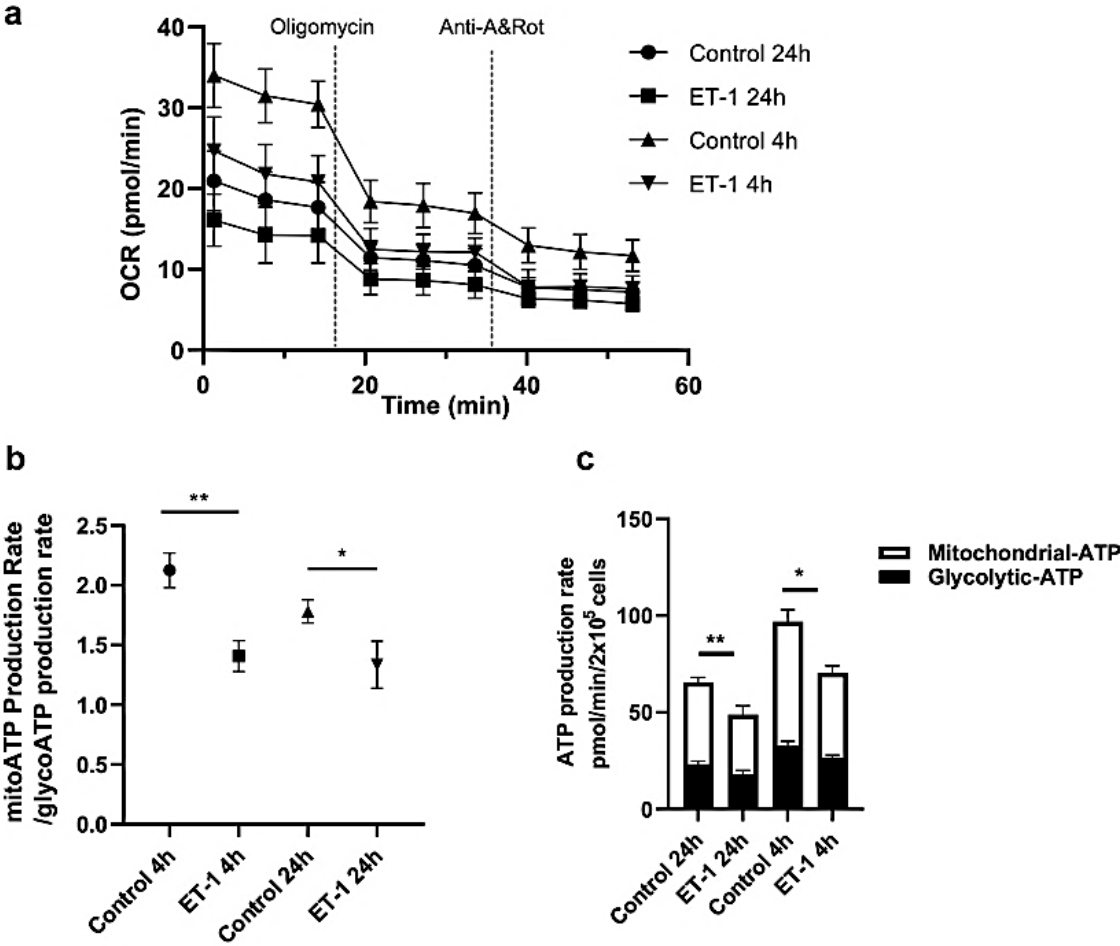 a
Oligomycin Anti-A&Rot
OCR (pmol/min)
40
30
20
10
0
0 20 40 60
Time (min)
Control 24h
ET-1 24h
Control 4h
ET-1 4h
b
mitoATP Production Rate
/glycoATP production rate
2.5
2.0
1.5
1.0
0.5
0.0
**
*
Control 4h
ET-1 4h
Control 24h
ET-1 24h
c
ATP production rate
pmol/min/2x10⁵ cells
150
100
50
0
**
*
Mitochondrial-ATP
Glycolytic-ATP
Control 24h
ET-1 24h
Control 4h
ET-1 4h